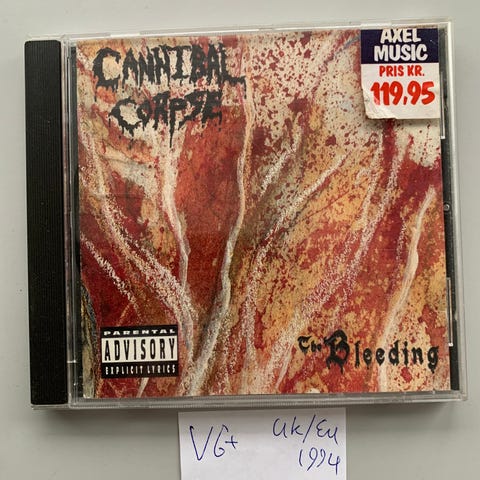 CANNIBAL
CORPSE
AXEL
MUSIC
PRIS KR.
119,95
PARENTAL
ADVISORY
EXPLICIT LYRICS
The Bleeding
VG+
UK/EU
1994